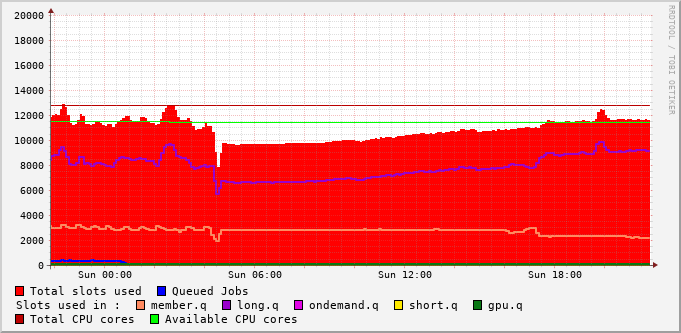 20000
18000
16000
14000
12000
10000
8000
6000
4000
2000
0
Sun 00:00 Sun 06:00 Sun 12:00 Sun 18:00
Total slots used Queued Jobs
Slots used in : member.q long.q ondemand.q short.q gpu.q
Total CPU cores Available CPU cores
RRDTOOL / TOBI OETIKER